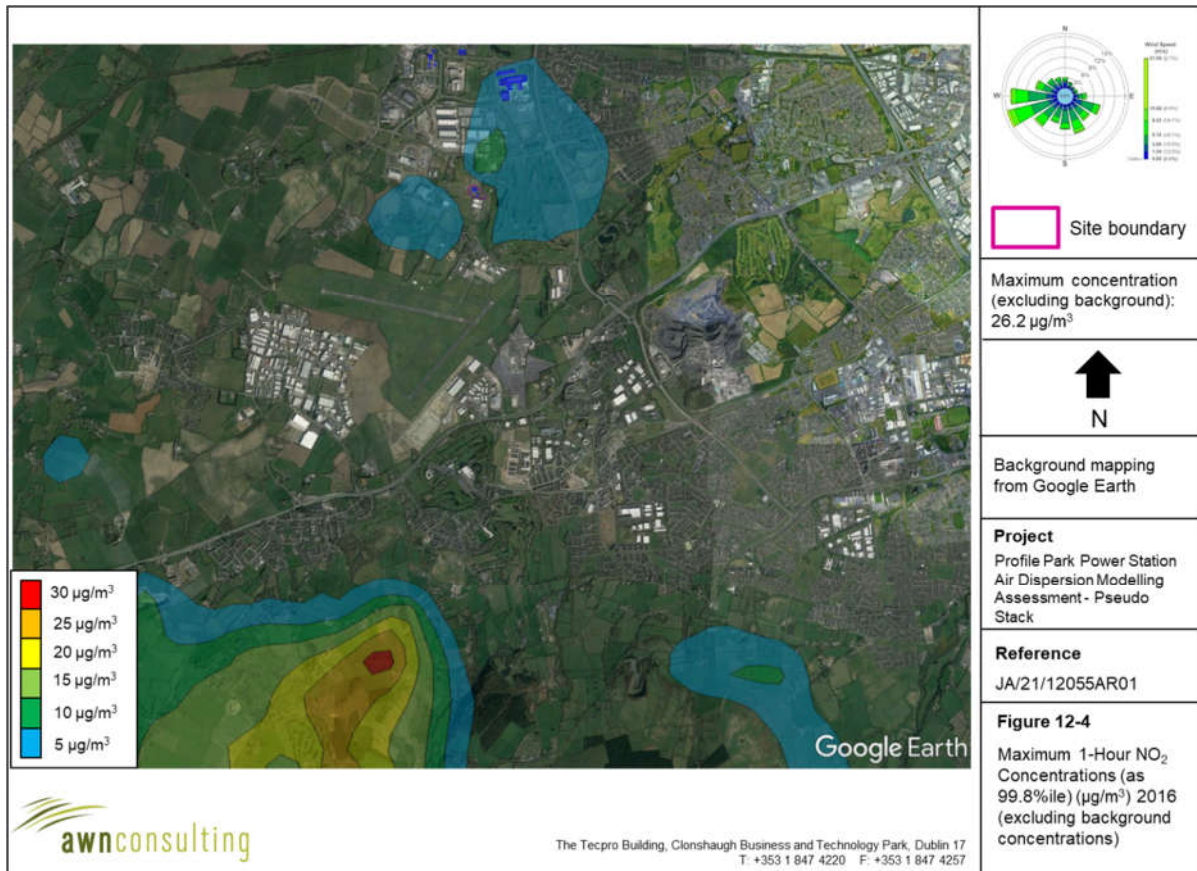 N
W
E
S
Wind Speed
Site boundary
Maximum concentration
(excluding background):
26.2 µg/m³
N
Background mapping
from Google Earth
Project
Profile Park Power Station
Air Dispersion Modelling
Assessment - Pseudo
Stack
Reference
JA/21/12055AR01
Figure 12-4
Maximum 1-Hour NO₂
Concentrations (as
99.8%ile) (µg/m³) 2016
(excluding background
concentrations)
30 µg/m³
25 µg/m³
20 µg/m³
15 µg/m³
10 µg/m³
5 µg/m³
Google Earth
awnconsulting
The Tecpro Building, Clonshaugh Business and Technology Park, Dublin 17
T: +353 1 847 4220 F: +353 1 847 4257